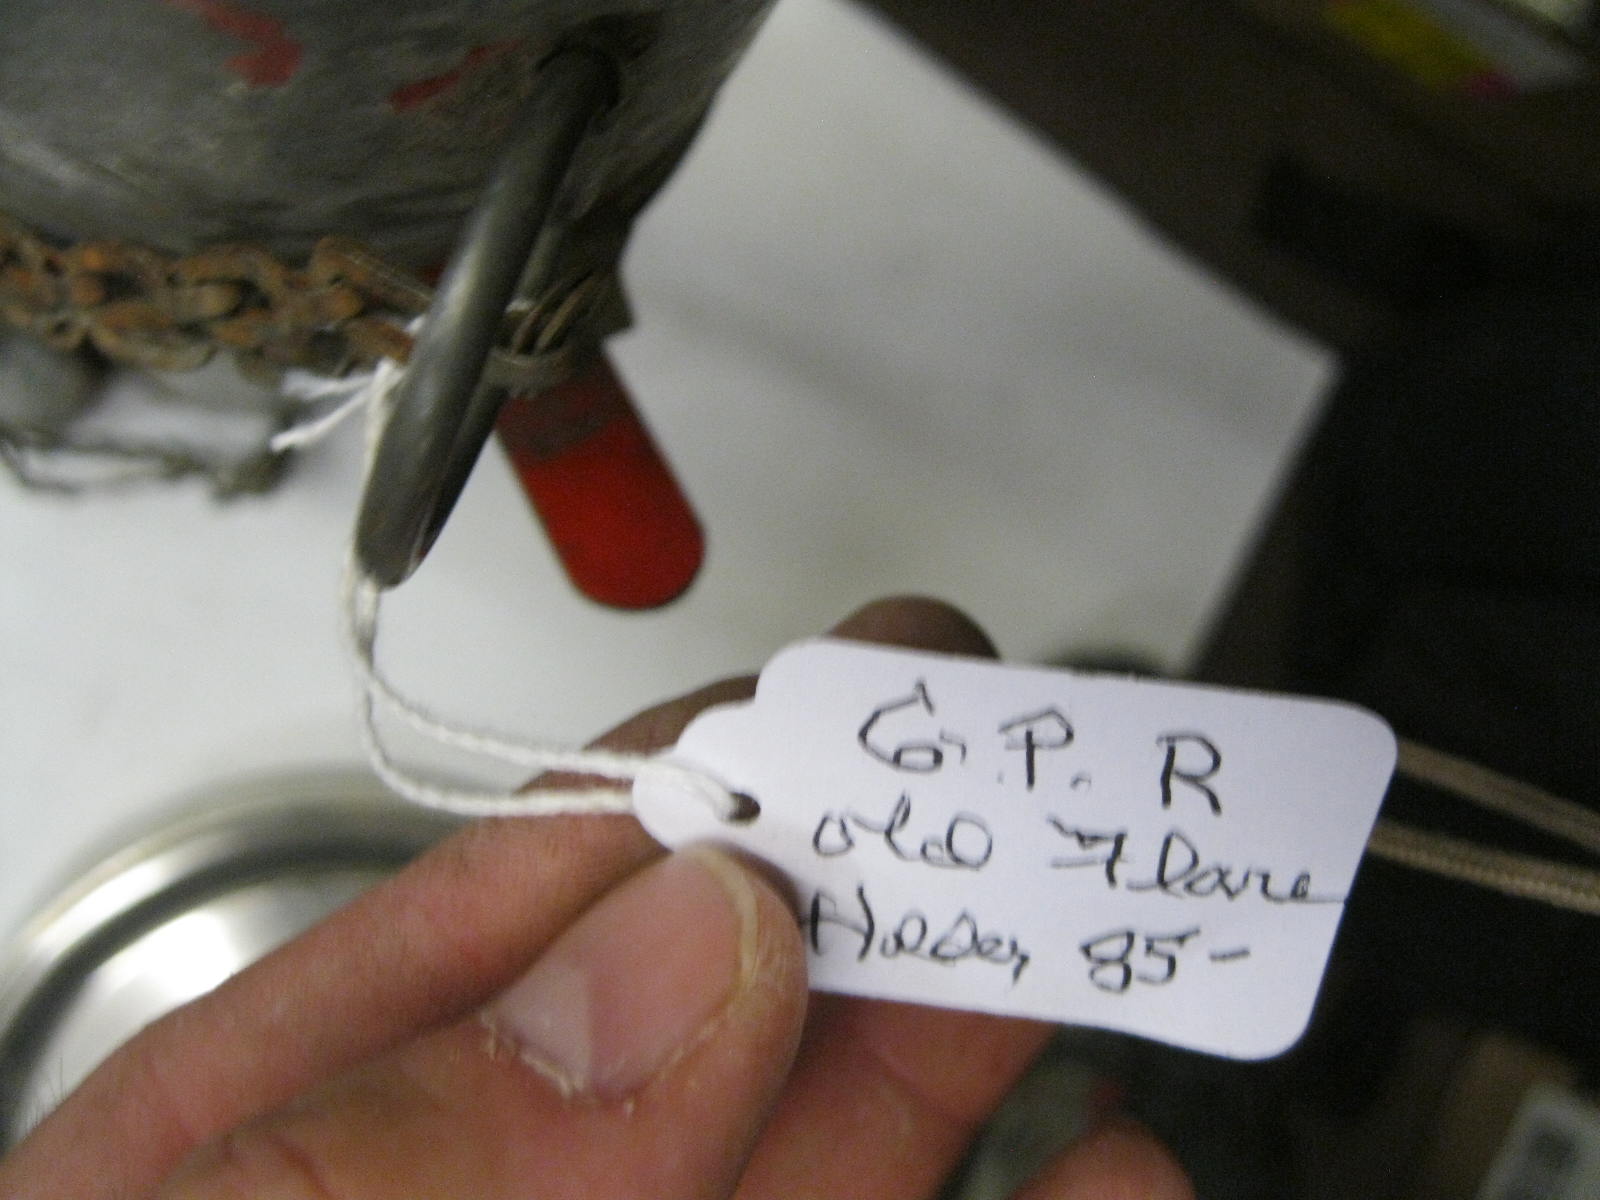 G.P. R
old Flare
Holder 85-